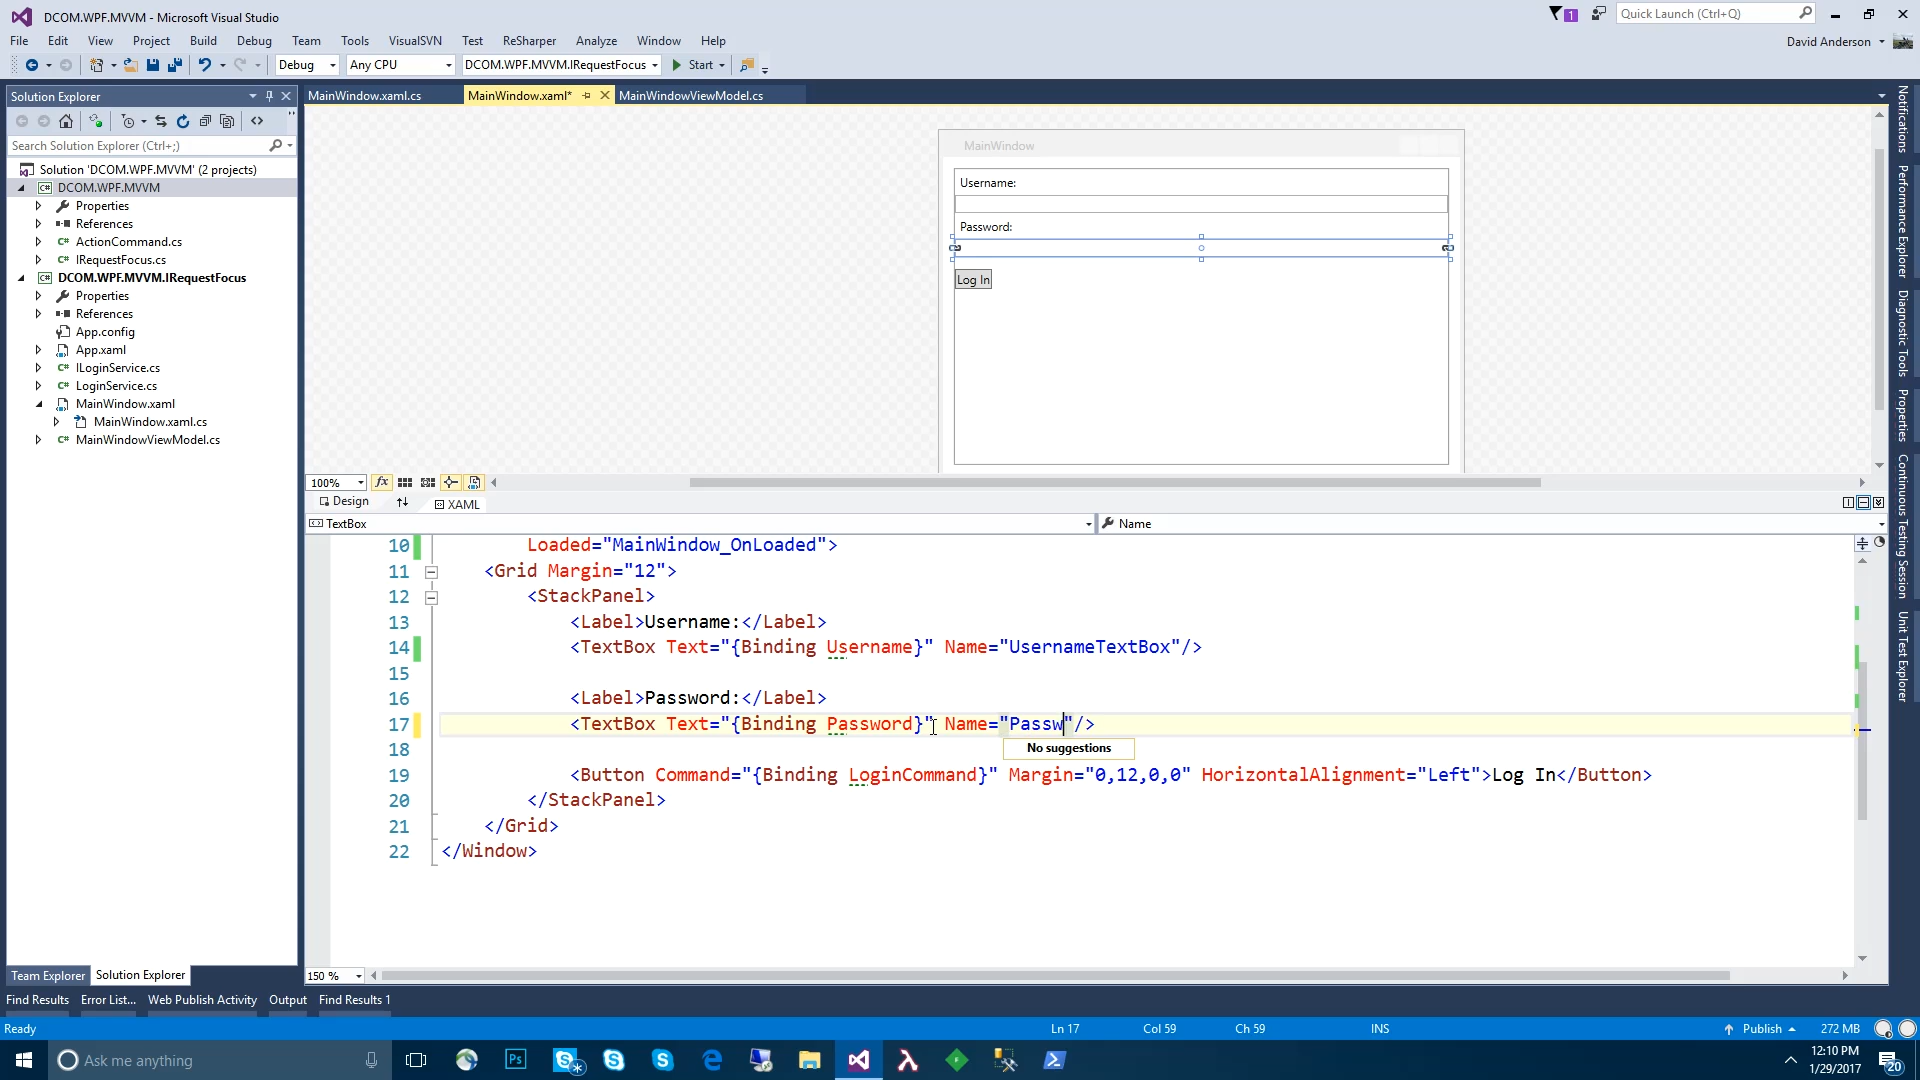 DCOM.WPF.MVVM - Microsoft Visual Studio
1
Quick Launch (Ctrl+Q)
File Edit View Project Build Debug Team Tools VisualSVN Test ReSharper Analyze Window Help
David Anderson
Debug Any CPU DCOM.WPF.MVVM.IRequestFocus Start
Solution Explorer
MainWindow.xaml.cs MainWindow.xaml* MainWindowViewModel.cs
Search Solution Explorer (Ctrl+;)
Solution 'DCOM.WPF.MVVM' (2 projects)
DCOM.WPF.MVVM
Properties
References
ActionCommand.cs
IRequestFocus.cs
DCOM.WPF.MVVM.IRequestFocus
Properties
References
App.config
App.xaml
ILoginService.cs
LoginService.cs
MainWindow.xaml
MainWindow.xaml.cs
MainWindowViewModel.cs
Team Explorer Solution Explorer
MainWindow
Username:
Password:
Log In
100% fx
Design XAML
TextBox Name
10 Loaded="MainWindow_OnLoaded">
11 <Grid Margin="12">
12 <StackPanel>
13 <Label>Username:</Label>
14 <TextBox Text="{Binding Username}" Name="UsernameTextBox"/>
15
16 <Label>Password:</Label>
17 <TextBox Text="{Binding Password}" Name="Passw"/>
No suggestions
18
19 <Button Command="{Binding LoginCommand}" Margin="0,12,0,0" HorizontalAlignment="Left">Log In</Button>
20 </StackPanel>
21 </Grid>
22 </Window>
150 %
Notifications
Performance Explorer
Diagnostic Tools
Properties
Continuous Testing Session
Unit Test Explorer
Find Results Error List... Web Publish Activity Output Find Results 1
Ready Ln 17 Col 59 Ch 59 INS Publish 272 MB
Ask me anything
Ps
12:10 PM
1/29/2017
20